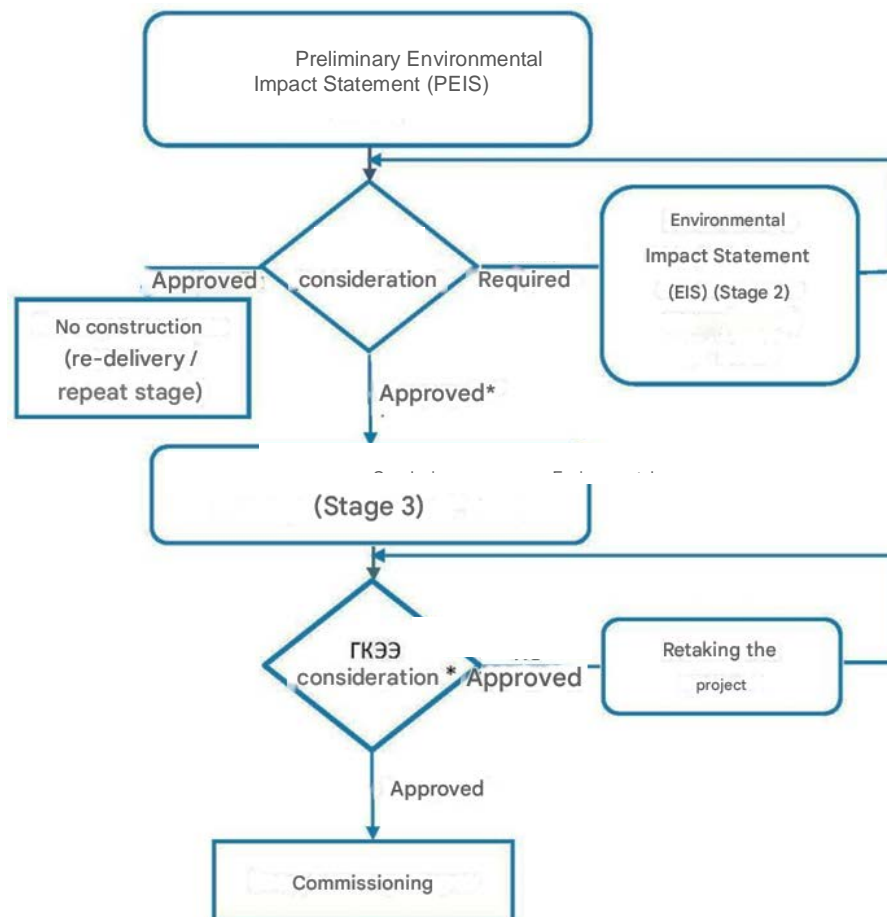 Preliminary Environmental
Impact Statement (PEIS)
Approved
consideration
Required
Environmental
Impact Statement
(EIS) (Stage 2)
No construction
(re-delivery /
repeat stage)
Approved*
(Stage 3)
ГКЭЭ
consideration *
Approved
Retaking the
project
Approved
Commissioning